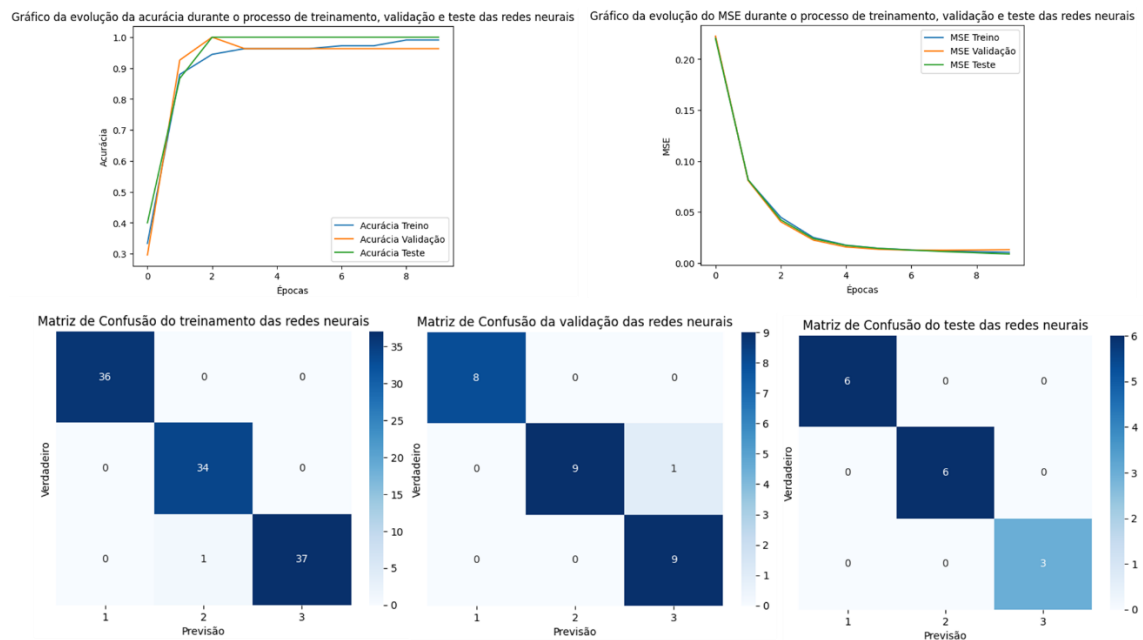 Gráfico da evolução da acurácia durante o processo de treinamento, validação e teste das redes neurais
1.0
0.9
0.8
0.7
0.6
0.5
0.4
0.3
Acurácia
Acurácia Treino
Acurácia Validação
Acurácia Teste
0 2 4 6 8
Épocas
Gráfico da evolução do MSE durante o processo de treinamento, validação e teste das redes neurais
MSE Treino
MSE Validação
MSE Teste
0.20
0.15
0.10
0.05
0.00
MSE
0 2 4 6 8
Épocas
Matriz de Confusão do treinamento das redes neurais
36 0 0
0 34 0
0 1 37
Verdadeiro
1 2 3
Previsão
35
30
25
20
15
10
5
0
Matriz de Confusão da validação das redes neurais
8 0 0
0 9 1
0 0 9
Verdadeiro
1 2 3
Previsão
9
8
7
6
5
4
3
2
1
0
Matriz de Confusão do teste das redes neurais
6 0 0
0 6 0
0 0 3
Verdadeiro
1 2 3
Previsão
6
5
4
3
2
1
0